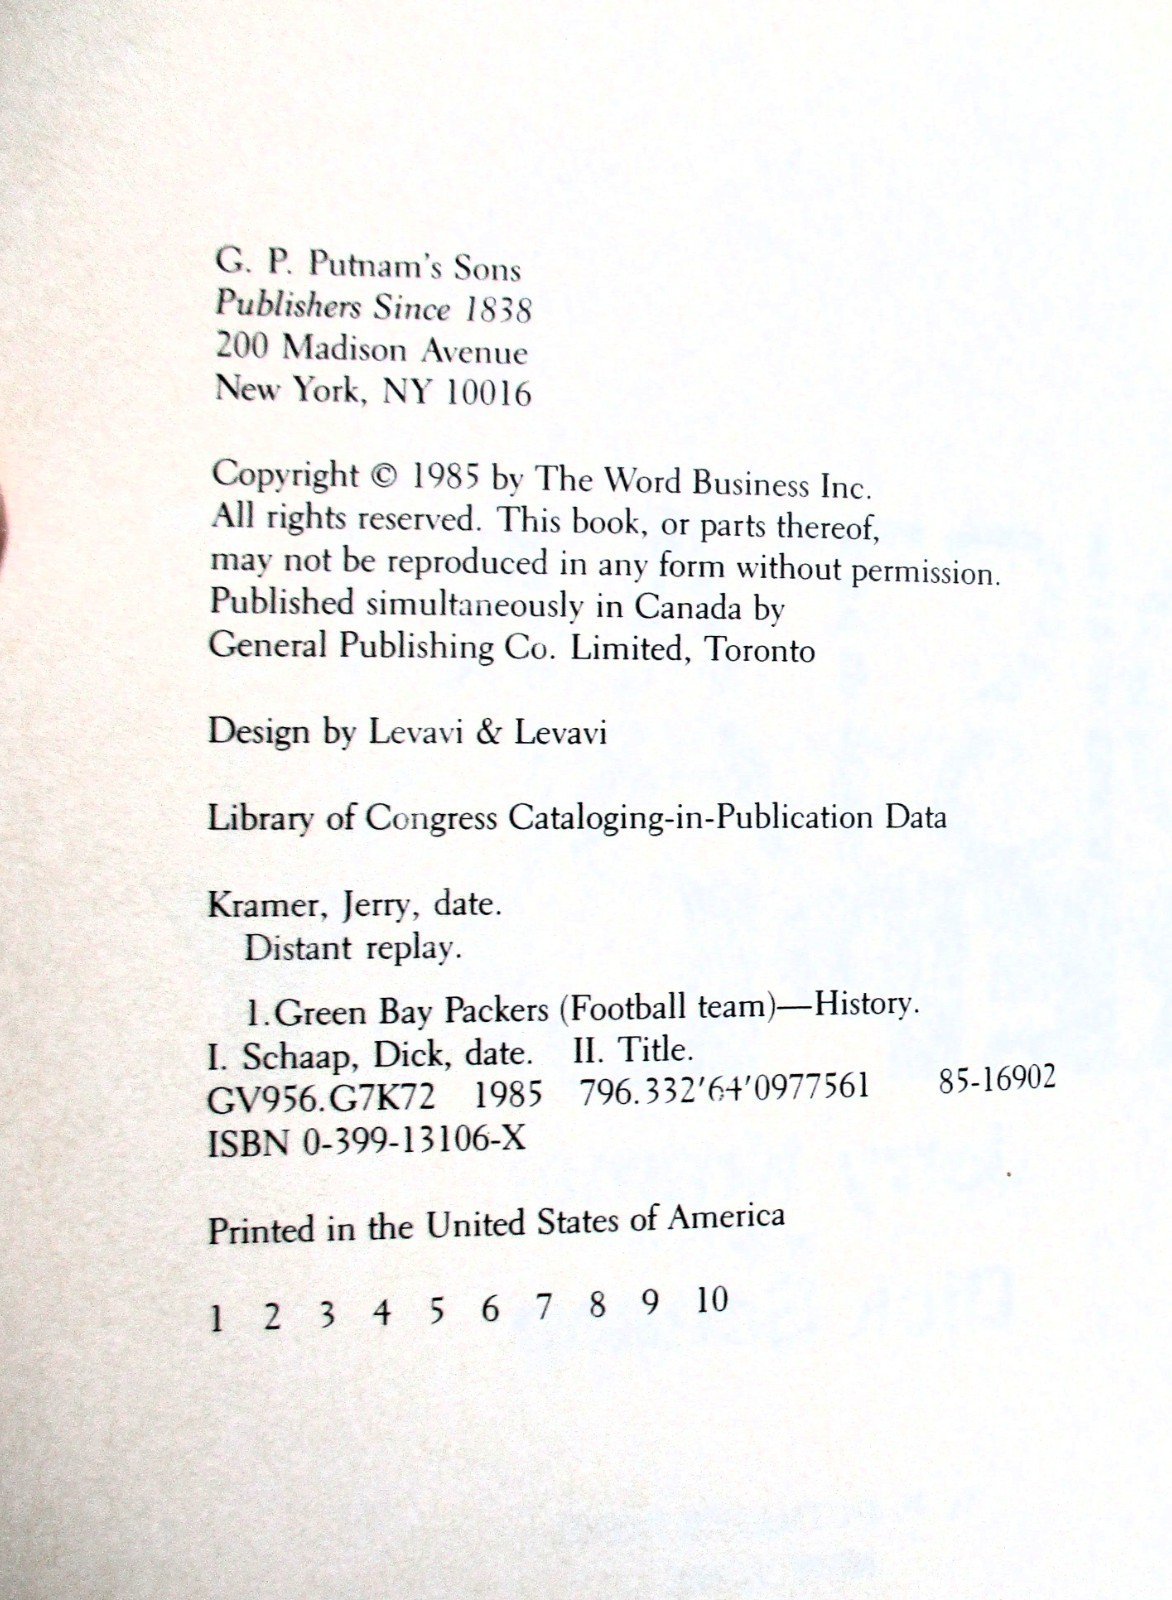 G. P. Putnam's Sons
Publishers Since 1838
200 Madison Avenue
New York, NY 10016
Copyright © 1985 by The Word Business Inc.
All rights reserved. This book, or parts thereof,
may not be reproduced in any form without permission.
Published simultaneously in Canada by
General Publishing Co. Limited, Toronto
Design by Levavi & Levavi
Library of Congress Cataloging-in-Publication Data
Kramer, Jerry, date.
Distant replay.
1. Green Bay Packers (Football team)—History.
I. Schaap, Dick, date. II. Title.
GV956.G7K72 1985 796.332'64'0977561 85-16902
ISBN 0-399-13106-X
Printed in the United States of America
1 2 3 4 5 6 7 8 9 10